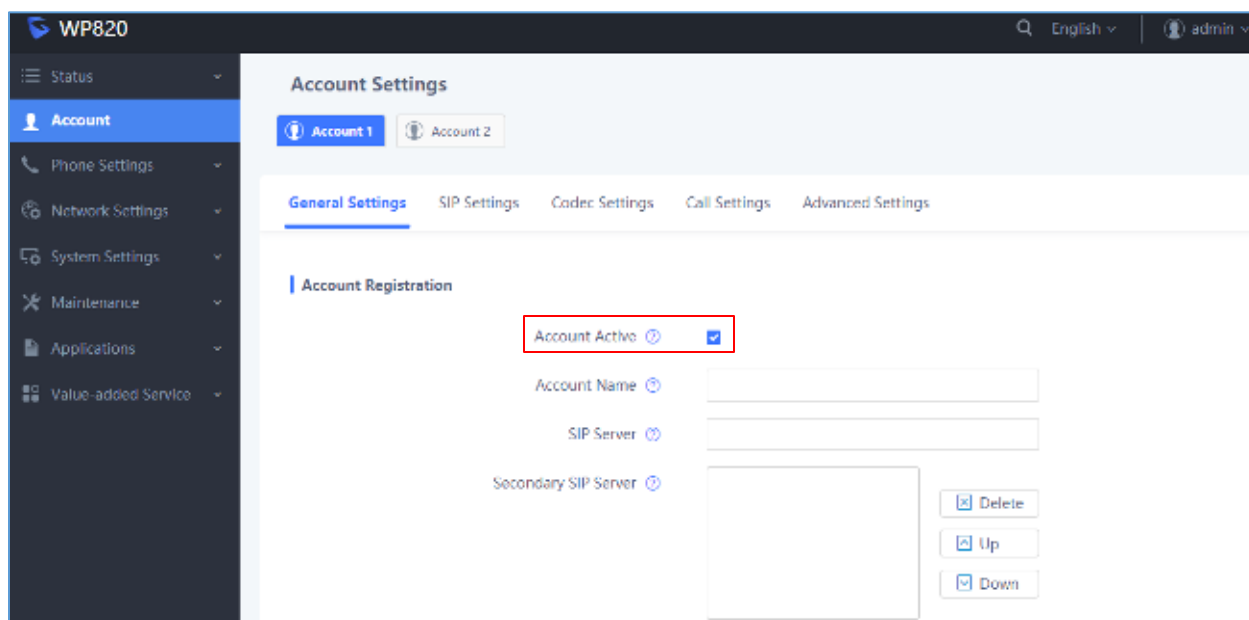 WP820
English
admin
Status
Account
Phone Settings
Network Settings
System Settings
Maintenance
Applications
Value-added Service
Account Settings
Account 1
Account 2
General Settings
SIP Settings
Codec Settings
Call Settings
Advanced Settings
Account Registration
Account Active
Account Name
SIP Server
Secondary SIP Server
Delete
Up
Down